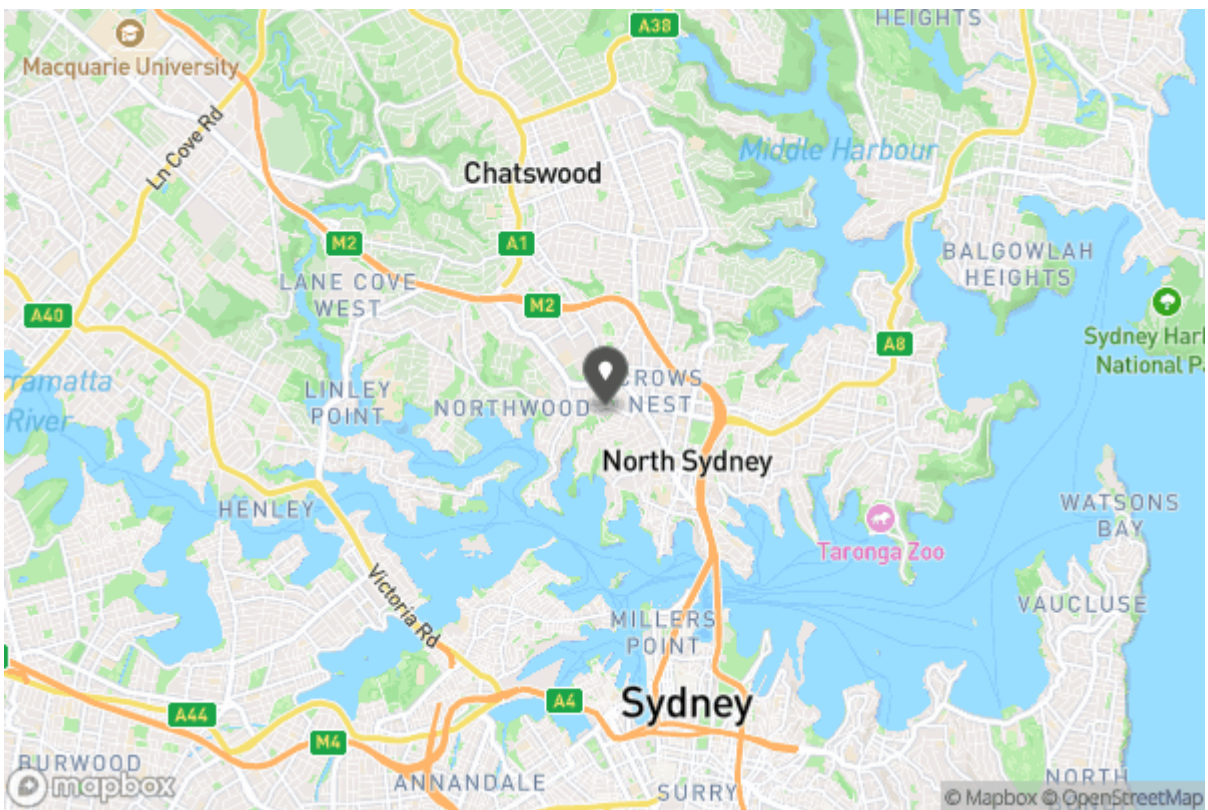 HEIGHTS
A38
Macquarie University
Ln Cove Rd
Middle Harbour
Chatswood
M2
A1
BALGOWLAH
HEIGHTS
LANE COVE
WEST
M2
A40
Sydney Harl
National Pa
A8
rramatta
River
LINLEY
POINT
NORTHWOOD
CROWS
NEST
North Sydney
HENLEY
WATSONS
BAY
Taronga Zoo
Victoria Rd
VAUCLUSE
MILLERS
POINT
Sydney
A4
A44
M4
BURWOOD
mapbox
ANNANDALE
SURRY
NORTH
© Mapbox © OpenStreetMap